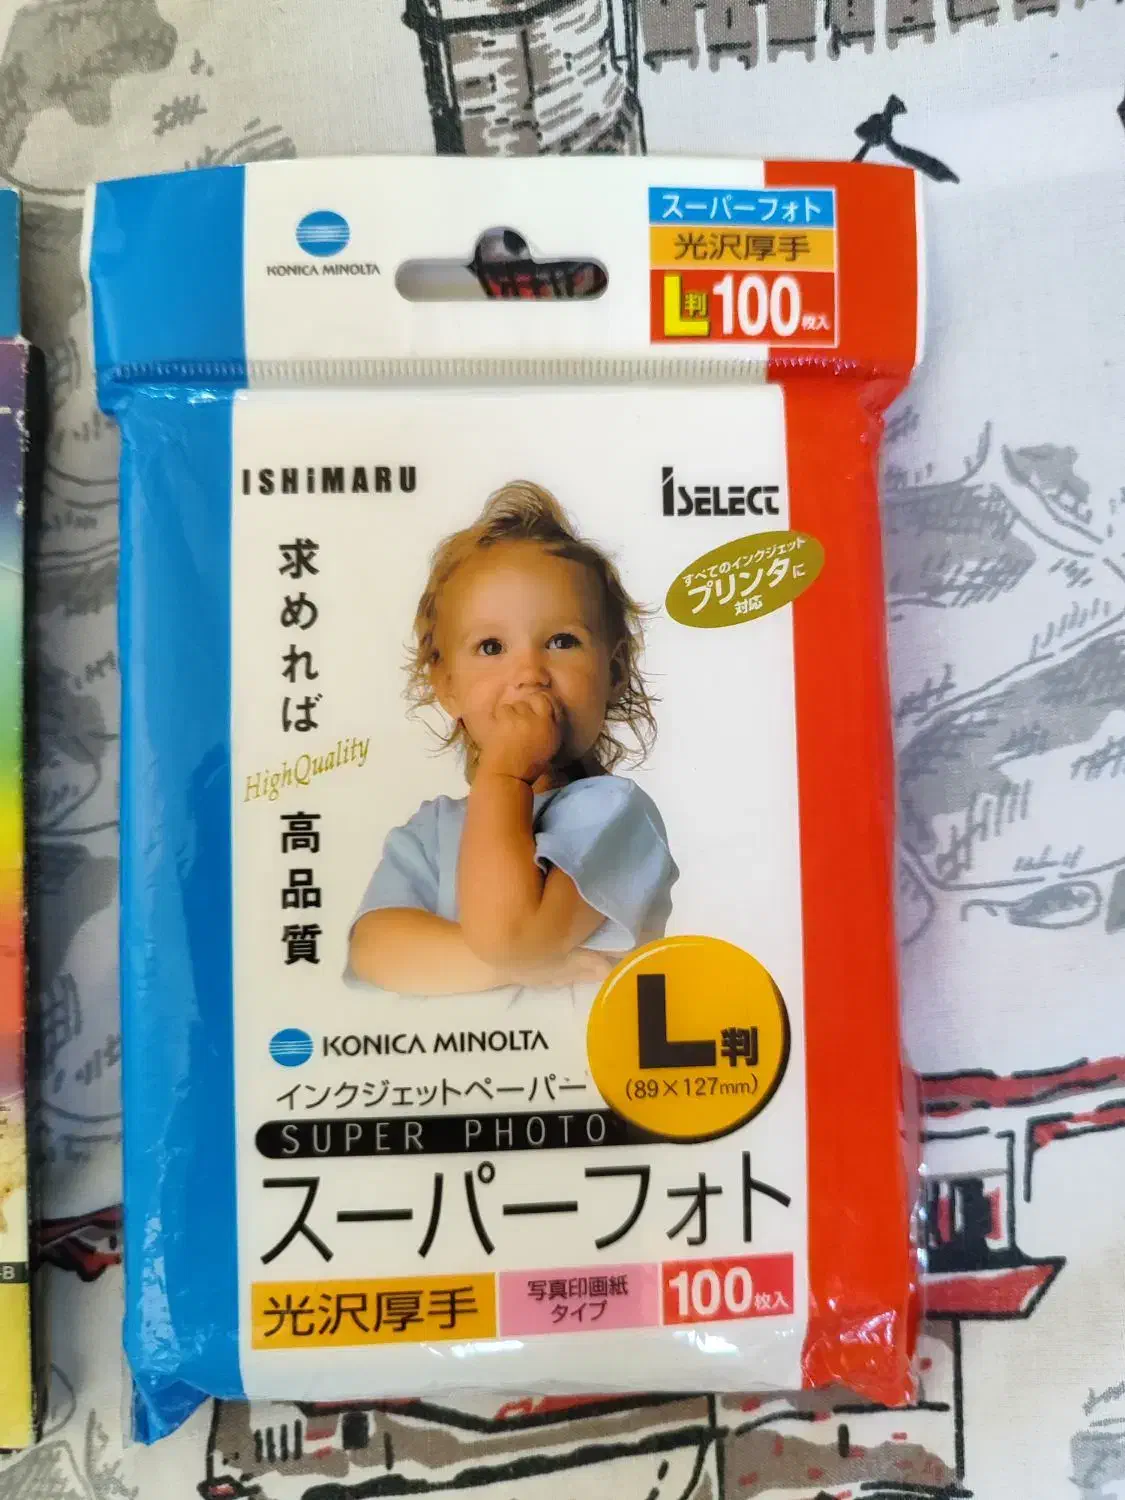 KONICA MINOLTA
スーパーフォト
光沢厚手
L判100枚入
ISHiMARU
iSELECT
すべてのインクジェット
プリンタに
対応
求めれば
HighQuality
高品質
L判
(89×127mm)
KONICA MINOLTA
インクジェットペーパー
SUPER PHOTO
スーパーフォト
光沢厚手
写真印画紙
タイプ
100枚入